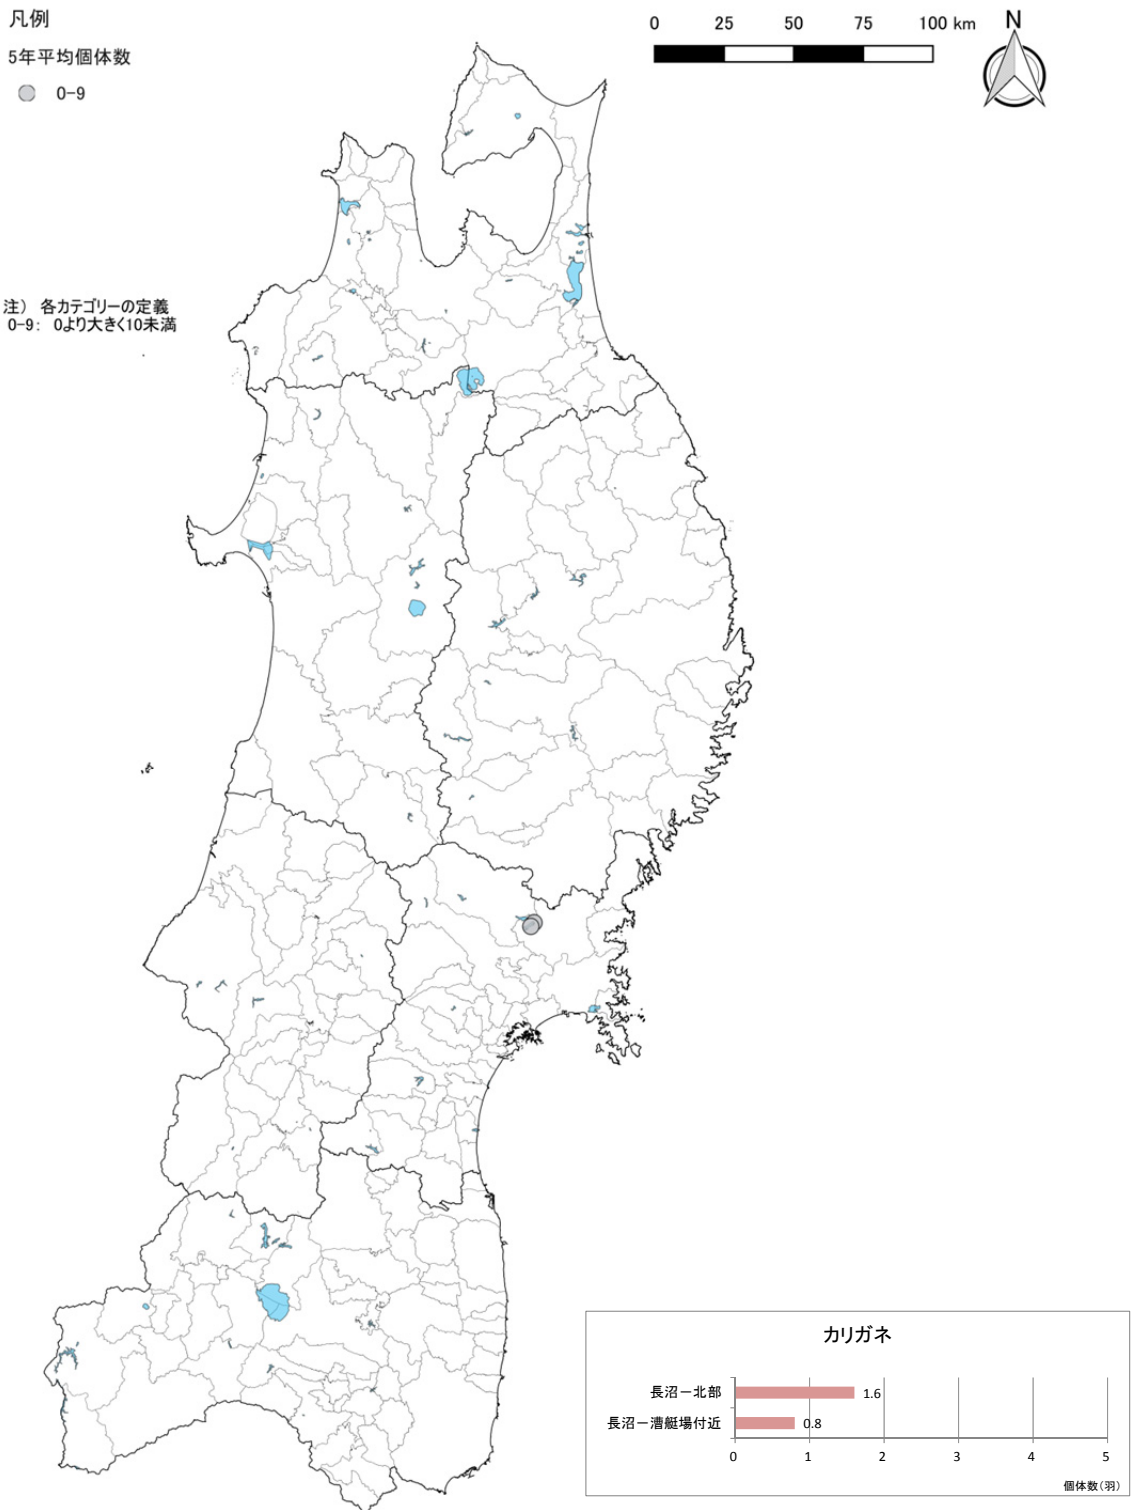 凡例
5年平均個体数
0-9
0 25 50 75 100 km
N
注) 各カテゴリーの定義
0-9: 0より大きく10未満
カリガネ
長沼ー北部 1.6
長沼ー漕艇場付近 0.8
0 1 2 3 4 5
個体数(羽)